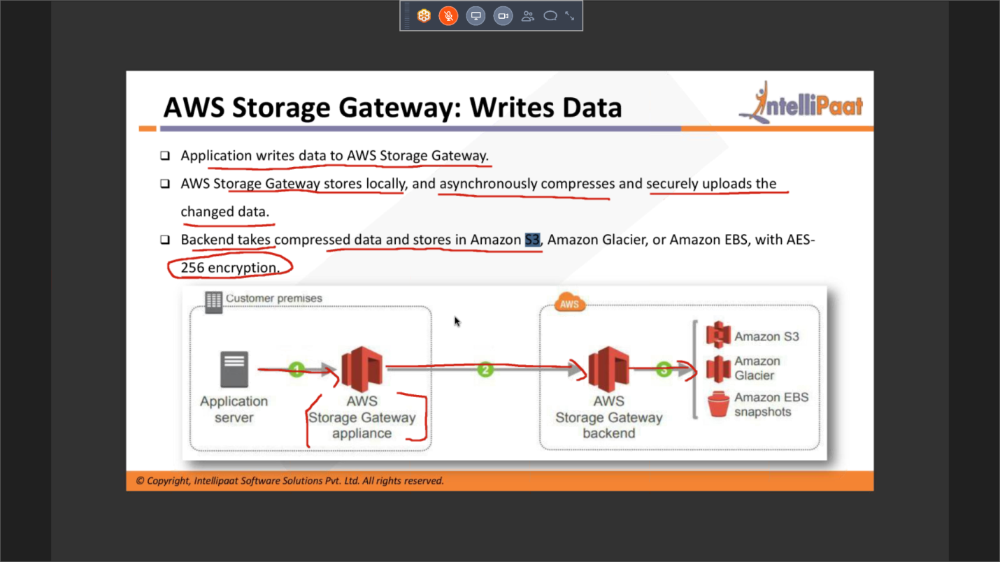 AWS Storage Gateway: Writes Data
IntelliPaat
Application writes data to AWS Storage Gateway.
AWS Storage Gateway stores locally, and asynchronously compresses and securely uploads the
changed data.
Backend takes compressed data and stores in Amazon S3, Amazon Glacier, or Amazon EBS, with AES-
256 encryption.
Customer premises
AWS
1
2
3
Application
server
AWS
Storage Gateway
appliance
AWS
Storage Gateway
backend
Amazon S3
Amazon
Glacier
Amazon EBS
snapshots
© Copyright, Intellipaat Software Solutions Pvt. Ltd. All rights reserved.